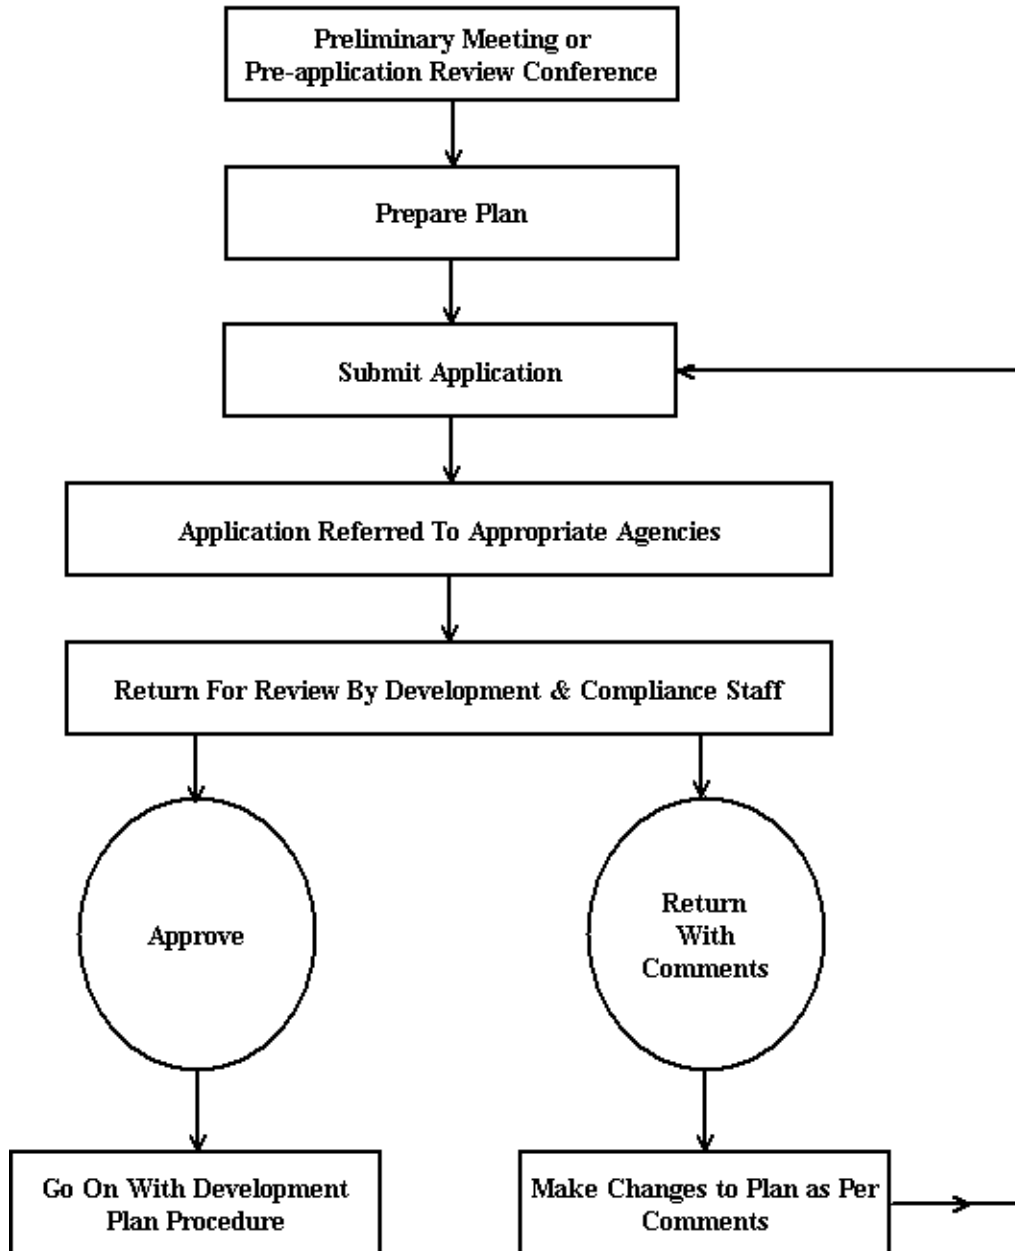 Preliminary Meeting or
Pre-application Review Conference
Prepare Plan
Submit Application
Application Referred To Appropriate Agencies
Return For Review By Development & Compliance Staff
Approve
Return
With
Comments
Go On With Development
Plan Procedure
Make Changes to Plan as Per
Comments